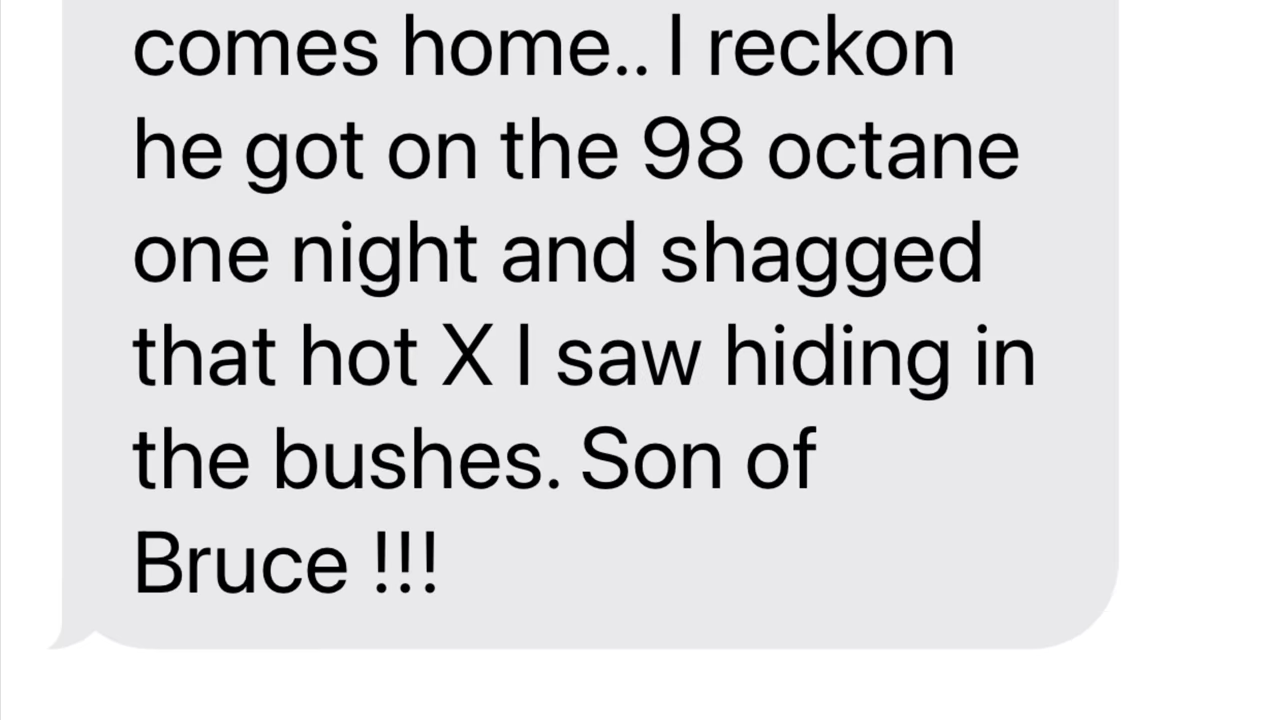 comes home.. I reckon
he got on the 98 octane
one night and shagged
that hot X I saw hiding in
the bushes. Son of
Bruce !!!